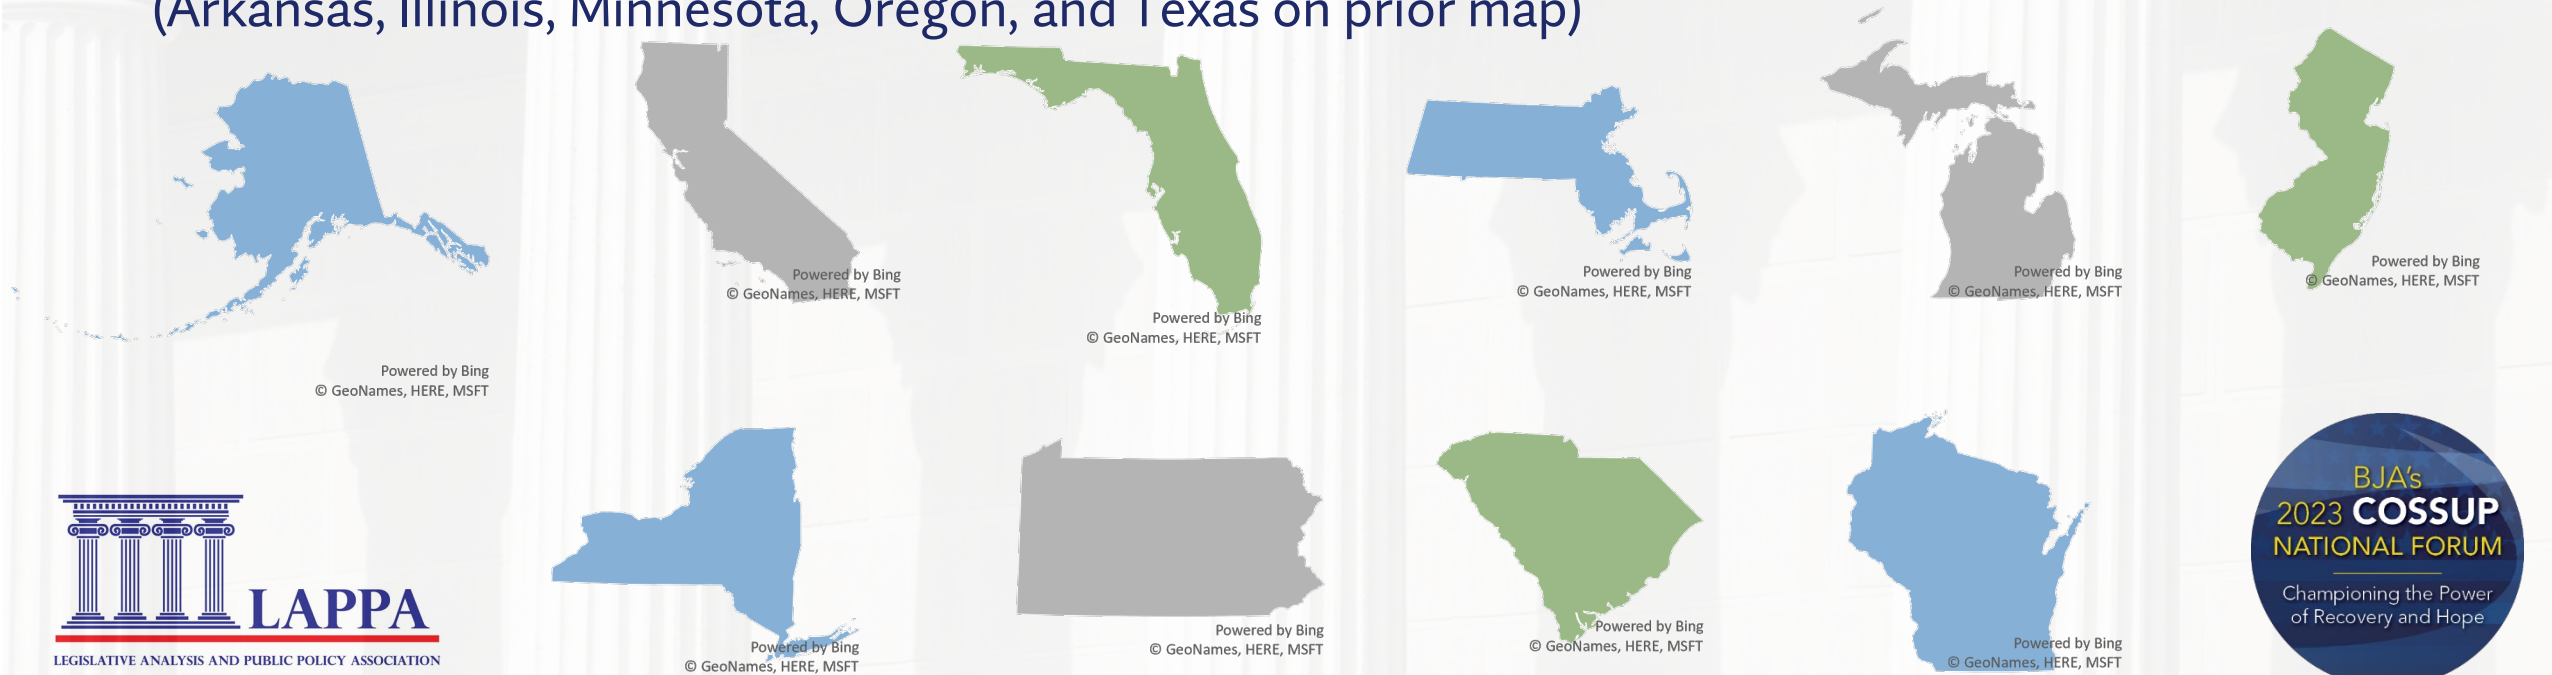 (Arkansas, Illinois, Minnesota, Oregon, and Texas on prior map)
Powered by Bing
© GeoNames, HERE, MSFT
Powered by Bing
© GeoNames, HERE, MSFT
Powered by Bing
© GeoNames, HERE, MSFT
Powered by Bing
© GeoNames, HERE, MSFT
Powered by Bing
© GeoNames, HERE, MSFT
Powered by Bing
© GeoNames, HERE, MSFT
LAPPA
LEGISLATIVE ANALYSIS AND PUBLIC POLICY ASSOCIATION
Powered by Bing
© GeoNames, HERE, MSFT
Powered by Bing
© GeoNames, HERE, MSFT
Powered by Bing
© GeoNames, HERE, MSFT
Powered by Bing
© GeoNames, HERE, MSFT
BJA's
2023 COSSUP
NATIONAL FORUM
Championing the Power
of Recovery and Hope